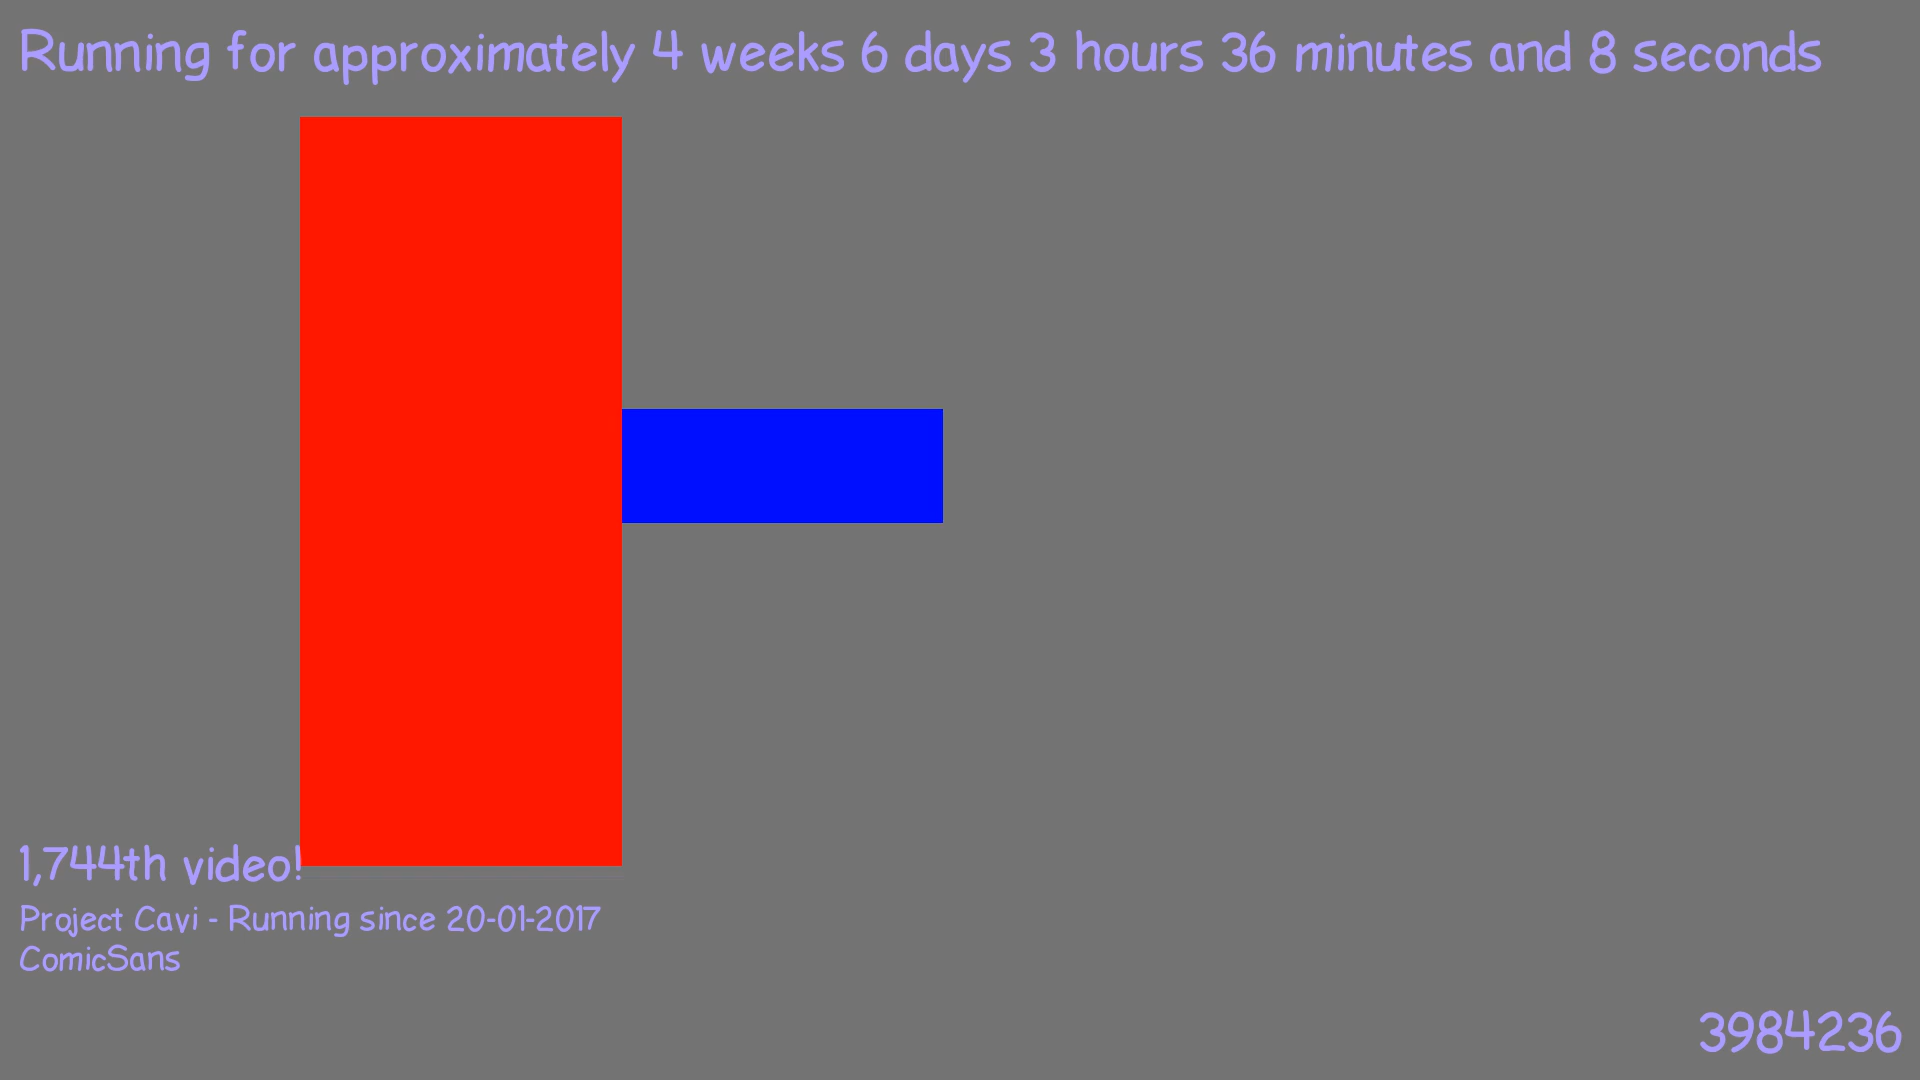 Running for approximately 4 weeks 6 days 3 hours 36 minutes and 8 seconds
1,744th video!
Project Cavi - Running since 20-01-2017
ComicSans
3984236